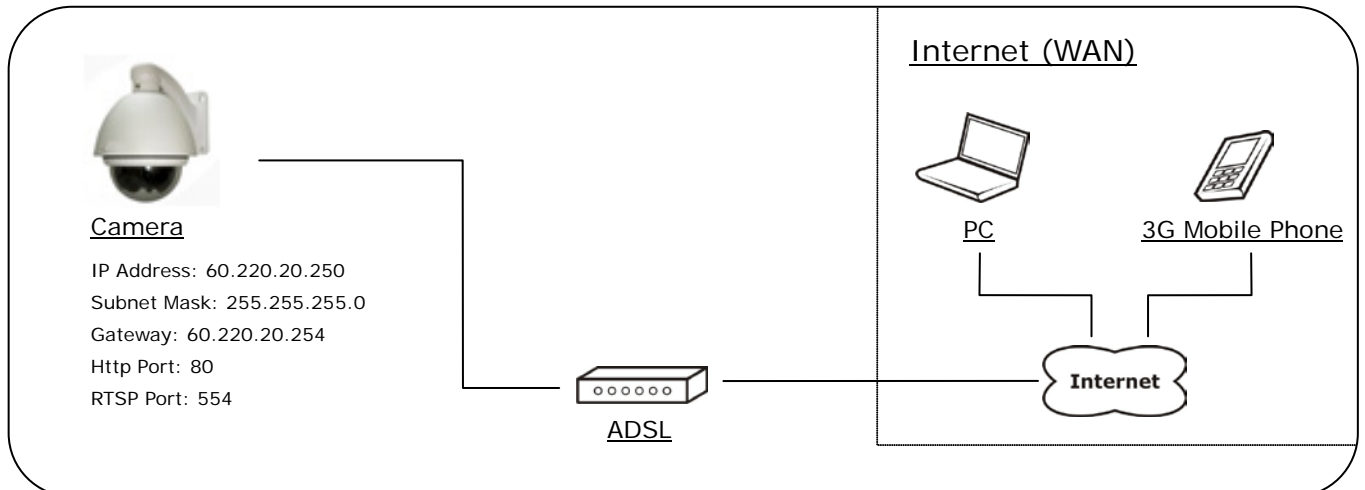 Internet (WAN)
Camera
IP Address: 60.220.20.250
Subnet Mask: 255.255.255.0
Gateway: 60.220.20.254
Http Port: 80
RTSP Port: 554
PC
3G Mobile Phone
Internet
ADSL